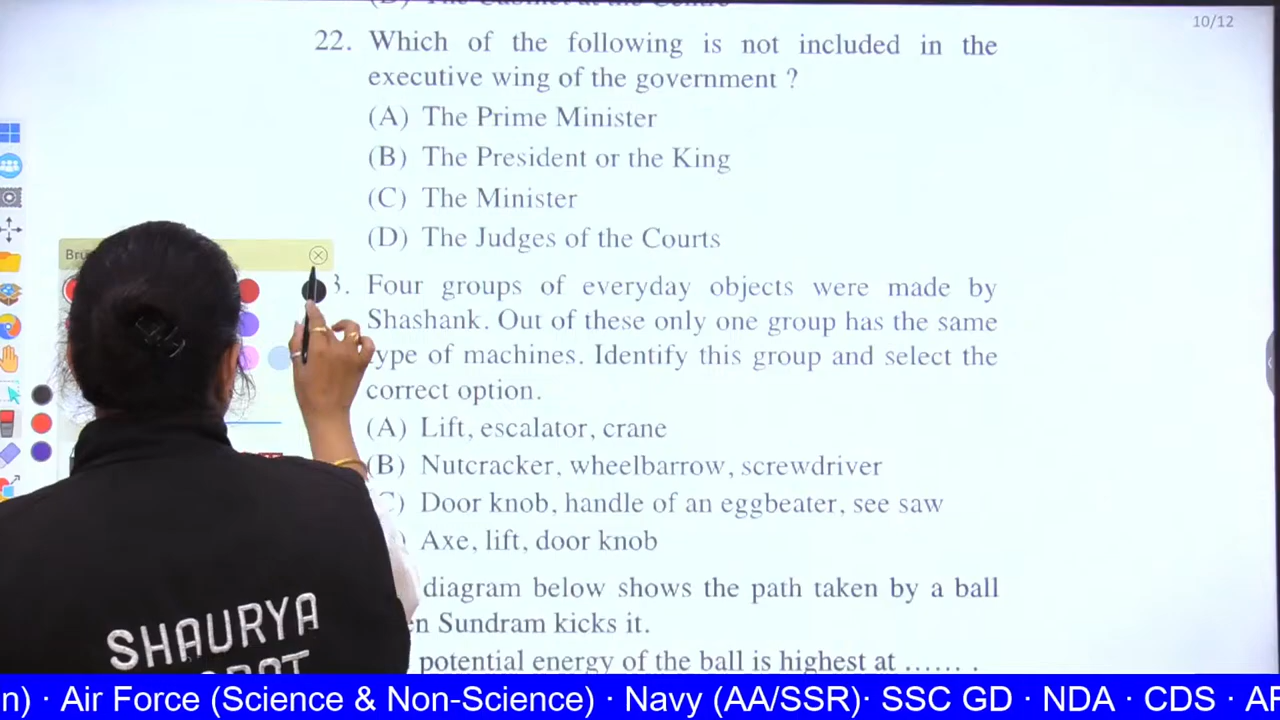 10/12
22. Which of the following is not included in the
executive wing of the government ?
(A) The Prime Minister
(B) The President or the King
(C) The Minister
(D) The Judges of the Courts
3. Four groups of everyday objects were made by
Shashank. Out of these only one group has the same
type of machines. Identify this group and select the
correct option.
(A) Lift, escalator, crane
(B) Nutcracker, wheelbarrow, screwdriver
C) Door knob, handle of an eggbeater, see saw
) Axe, lift, door knob
diagram below shows the path taken by a ball
n Sundram kicks it.
potential energy of the ball is highest at ...... .
SHAURYA
n) · Air Force (Science & Non-Science) · Navy (AA/SSR)· SSC GD · NDA · CDS · AF